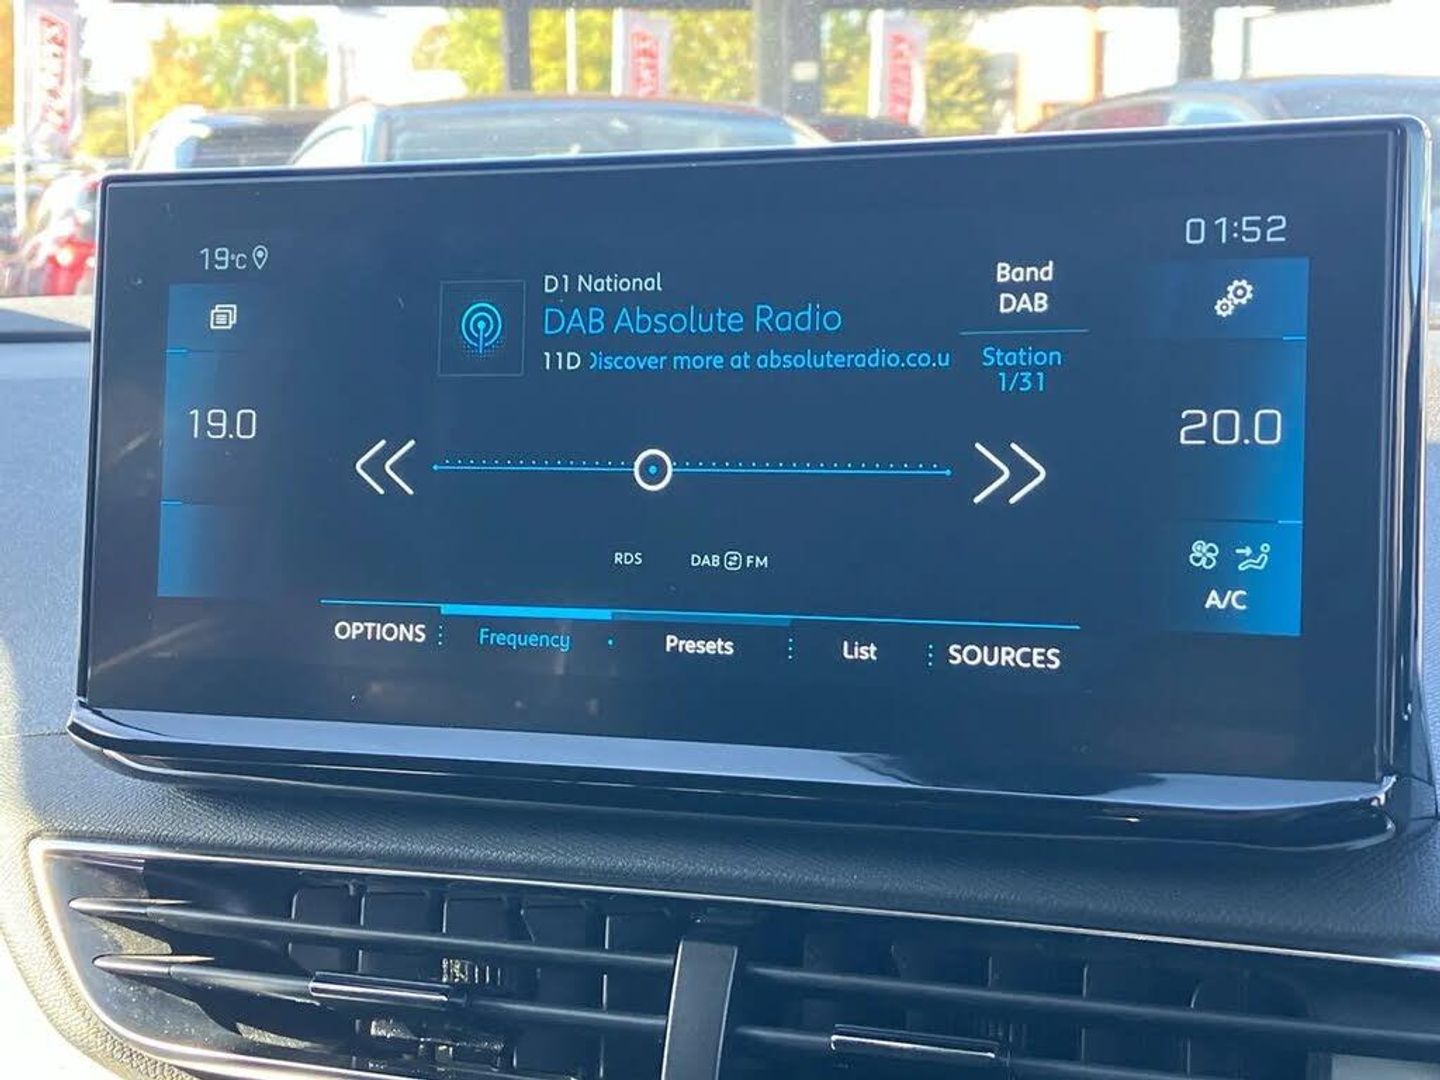 19°C
01:52
D1 National
DAB Absolute Radio
11D Discover more at absoluteradio.co.u
Band
DAB
Station
1/31
19.0
20.0
RDS
DAB FM
A/C
OPTIONS
Frequency
Presets
List
SOURCES